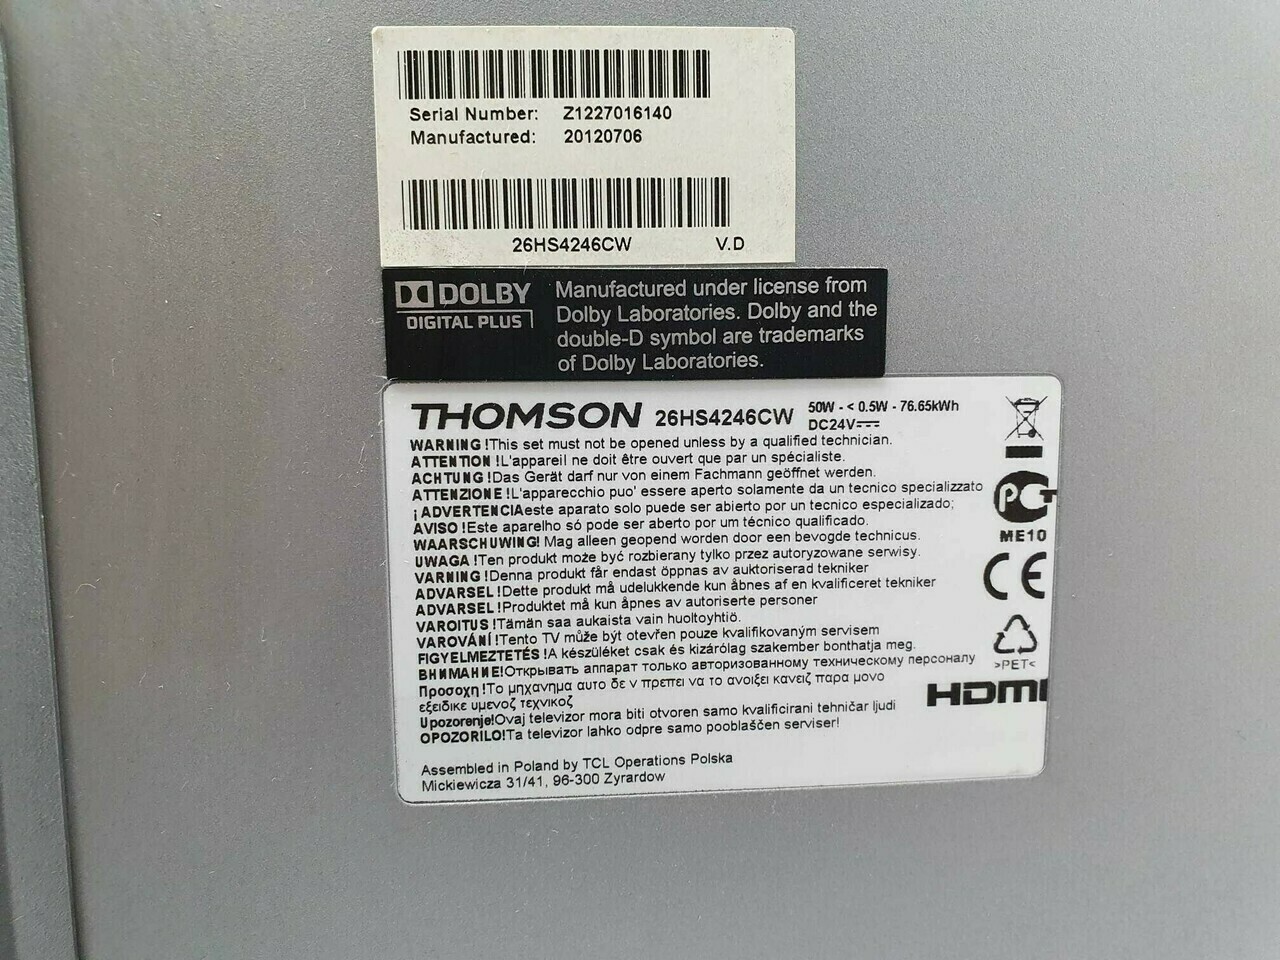 Serial Number: Z1227016140
Manufactured: 20120706
26HS4246CW V.D
DOLBY
DIGITAL PLUS
Manufactured under license from
Dolby Laboratories. Dolby and the
double-D symbol are trademarks
of Dolby Laboratories.
THOMSON 26HS4246CW 50W - < 0.5W - 76.65kWh
DC24V⎓
WARNING !This set must not be opened unless by a qualified technician.
ATTENTION !L'appareil ne doit être ouvert que par un spécialiste.
ACHTUNG !Das Gerät darf nur von einem Fachmann geöffnet werden.
ATTENZIONE !L'apparecchio puo' essere aperto solamente da un tecnico specializzato
¡ ADVERTENCIAeste aparato solo puede ser abierto por un tecnico especializado;
AVISO !Este aparelho só pode ser aberto por um técnico qualificado.
WAARSCHUWING! Mag alleen geopend worden door een bevogde technicus.
UWAGA !Ten produkt może być rozbierany tylko przez autoryzowane serwisy.
VARNING !Denna produkt får endast öppnas av auktoriserad tekniker
ADVARSEL !Dette produkt må udelukkende kun åbnes af en kvalificeret tekniker
ADVARSEL !Produktet må kun åpnes av autoriserte personer
VAROITUS !Tämän saa aukaista vain huoltoyhtiö.
VAROVÁNÍ !Tento TV může být otevřen pouze kvalifikovaným servisem
FIGYELMEZTETÉS !A készüléket csak és kizárólag szakember bonthatja meg.
ВНИМАНИЕ!Открывать аппарат только авторизованному техническому персоналу
Προσοχη !Το μηχανημα αυτο δε ν πρεπει να το ανοιξει κανειζ παρα μονο
εξειδικε υμενοζ τεχνικοζ
Upozorenje!Ovaj televizor mora biti otvoren samo kvalificirani tehničar ljudi
OPOZORILO!Ta televizor lahko odpre samo pooblaščen serviser!
Assembled in Poland by TCL Operations Polska
Mickiewicza 31/41, 96-300 Zyrardow
ME10
CE
>PET<
HDMI